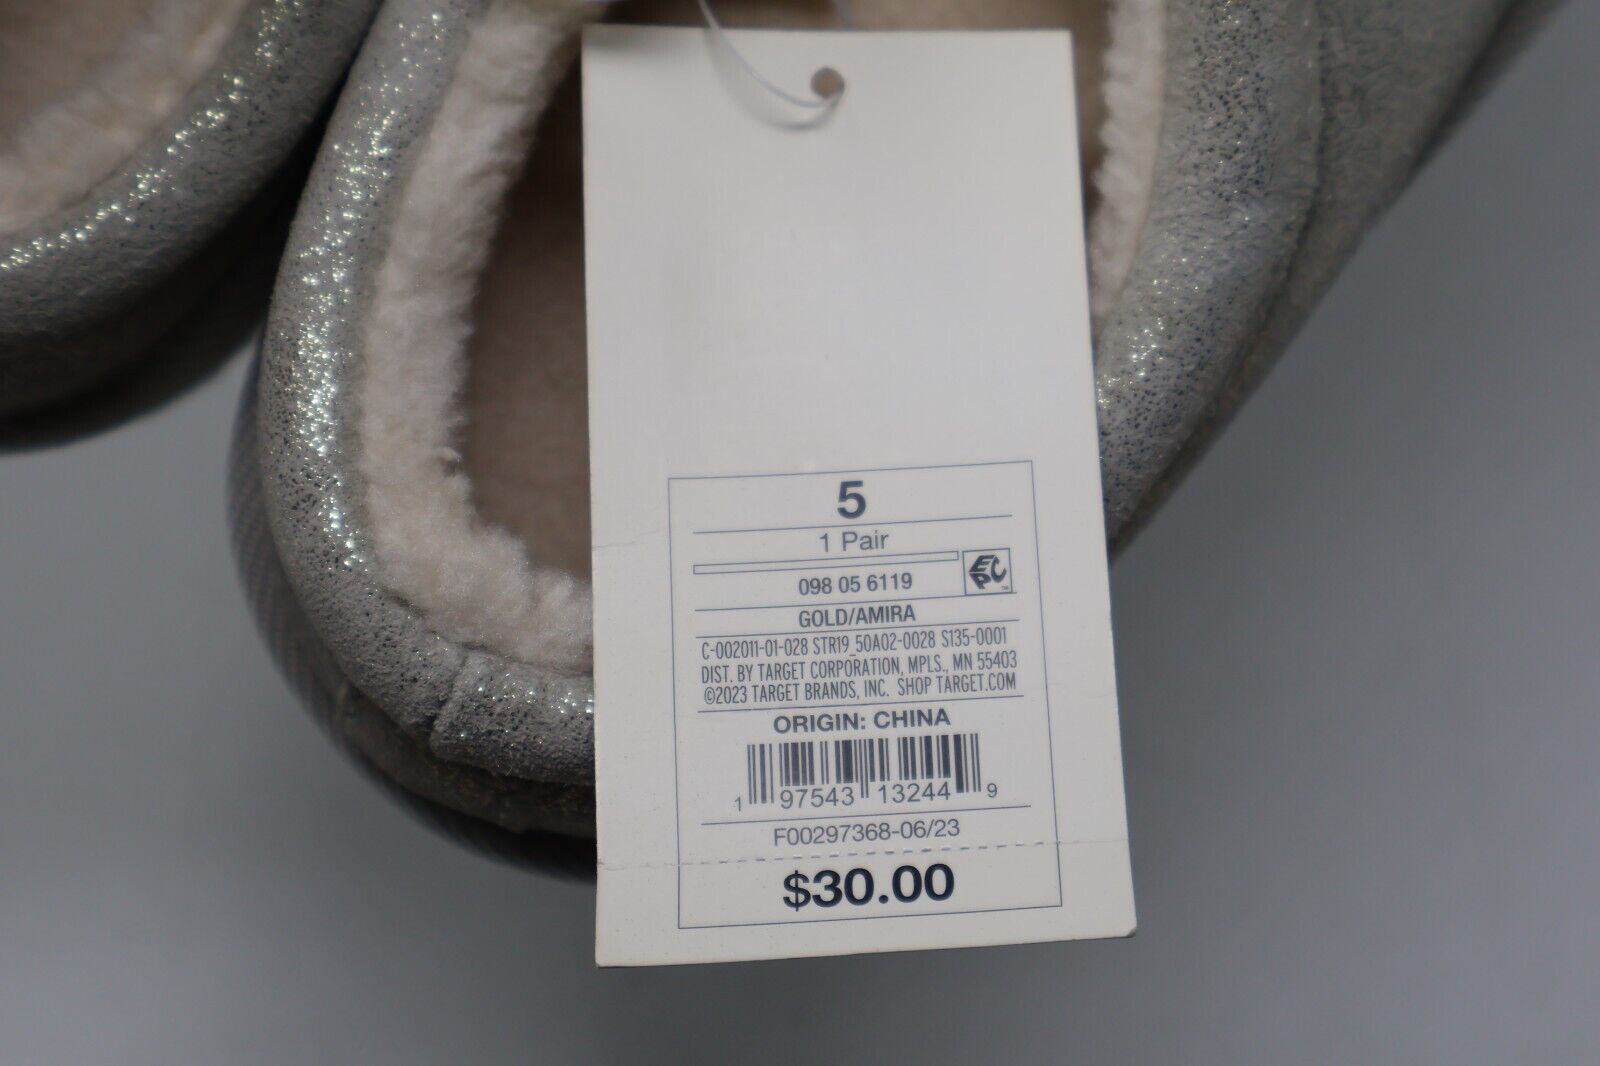 5
1 Pair
098 05 6119
EPC™
GOLD/AMIRA
C-002011-01-028 STR19_50A02-0028 S135-0001
DIST. BY TARGET CORPORATION, MPLS., MN 55403
©2023 TARGET BRANDS, INC. SHOP TARGET.COM
ORIGIN: CHINA
1 97543 13244 9
F00297368-06/23
$30.00